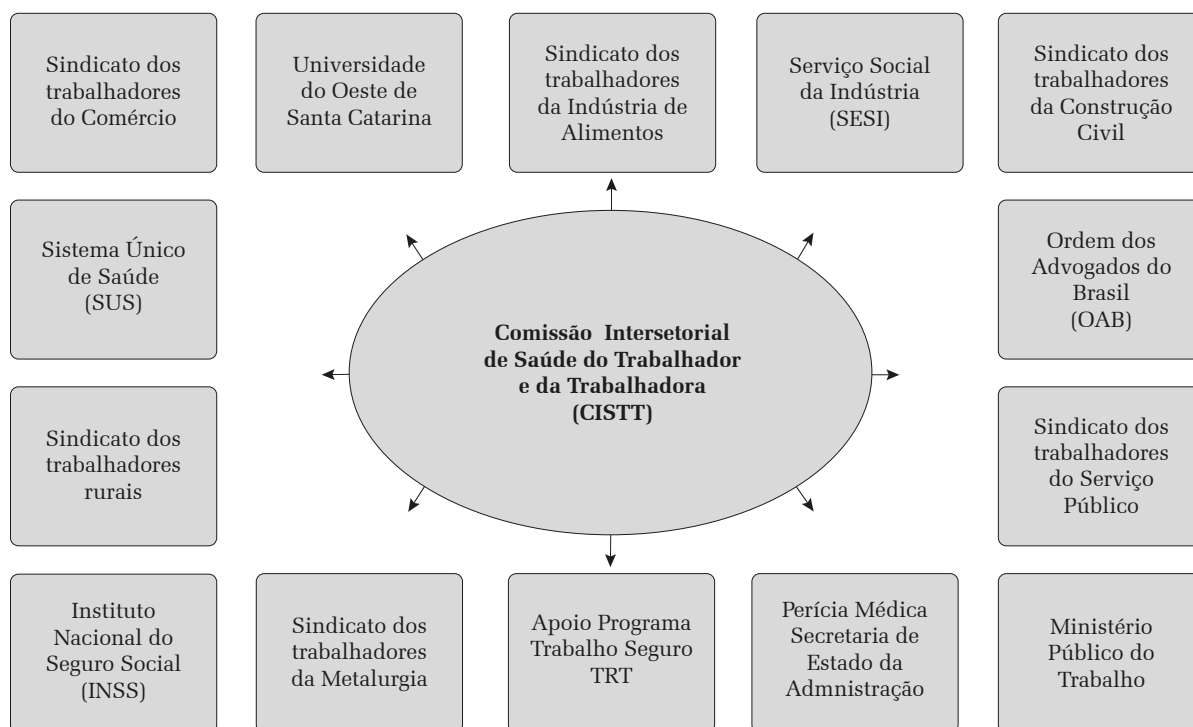 Sindicato dos
trabalhadores
do Comércio
Universidade
do Oeste de
Santa Catarina
Sindicato dos
trabalhadores
da Indústria de
Alimentos
Serviço Social
da Indústria
(SESI)
Sindicato dos
trabalhadores
da Construção
Civil
Sistema Único
de Saúde
(SUS)
Comissão Intersetorial
de Saúde do Trabalhador
e da Trabalhadora
(CISTT)
Ordem dos
Advogados do
Brasil
(OAB)
Sindicato dos
trabalhadores
rurais
Sindicato dos
trabalhadores
do Serviço
Público
Instituto
Nacional do
Seguro Social
(INSS)
Sindicato dos
trabalhadores
da Metalurgia
Apoio Programa
Trabalho Seguro
TRT
Perícia Médica
Secretaria de
Estado da
Admnistração
Ministério
Público do
Trabalho